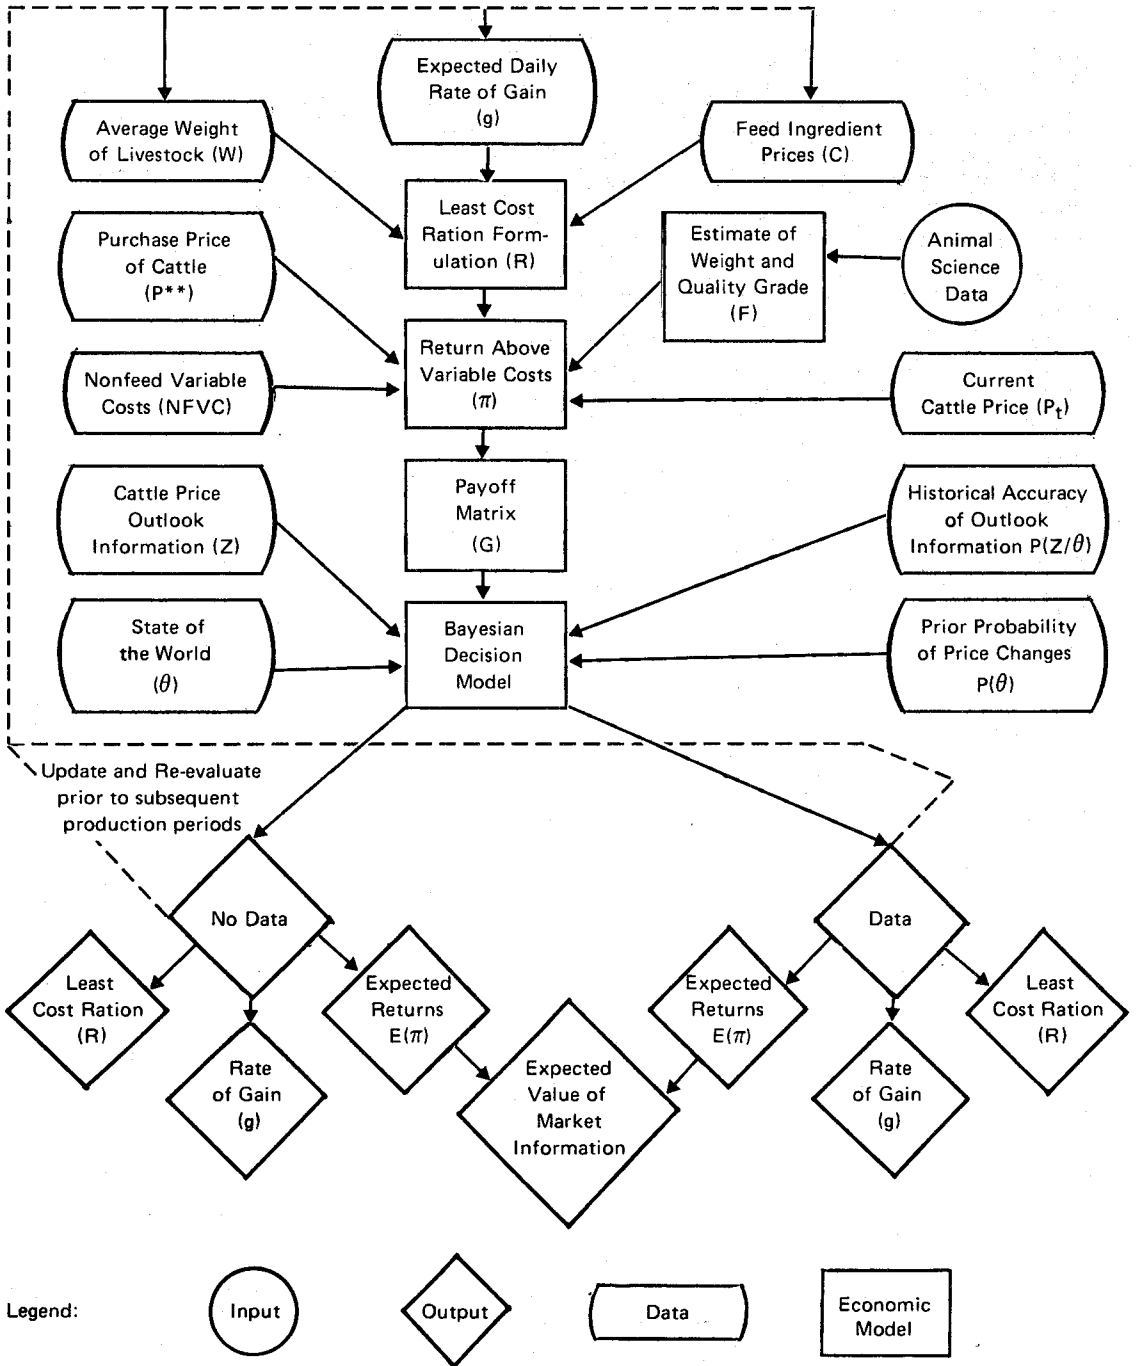 Expected Daily
Rate of Gain
(g)
Average Weight
of Livestock (W)
Feed Ingredient
Prices (C)
Least Cost
Ration Form-
ulation (R)
Purchase Price
of Cattle
(P**)
Estimate of
Weight and
Quality Grade
(F)
Animal
Science
Data
Return Above
Variable Costs
(π)
Nonfeed Variable
Costs (NFVC)
Current
Cattle Price (Pt)
Cattle Price
Outlook
Information (Z)
Payoff
Matrix
(G)
Historical Accuracy
of Outlook
Information P(Z/θ)
State of
the World
(θ)
Bayesian
Decision
Model
Prior Probability
of Price Changes
P(θ)
Update and Re-evaluate
prior to subsequent
production periods
No Data
Data
Least
Cost Ration
(R)
Rate
of Gain
(g)
Expected
Returns
E(π)
Expected
Value of
Market
Information
Expected
Returns
E(π)
Rate
of Gain
(g)
Least
Cost Ration
(R)
Legend:
Input
Output
Data
Economic
Model